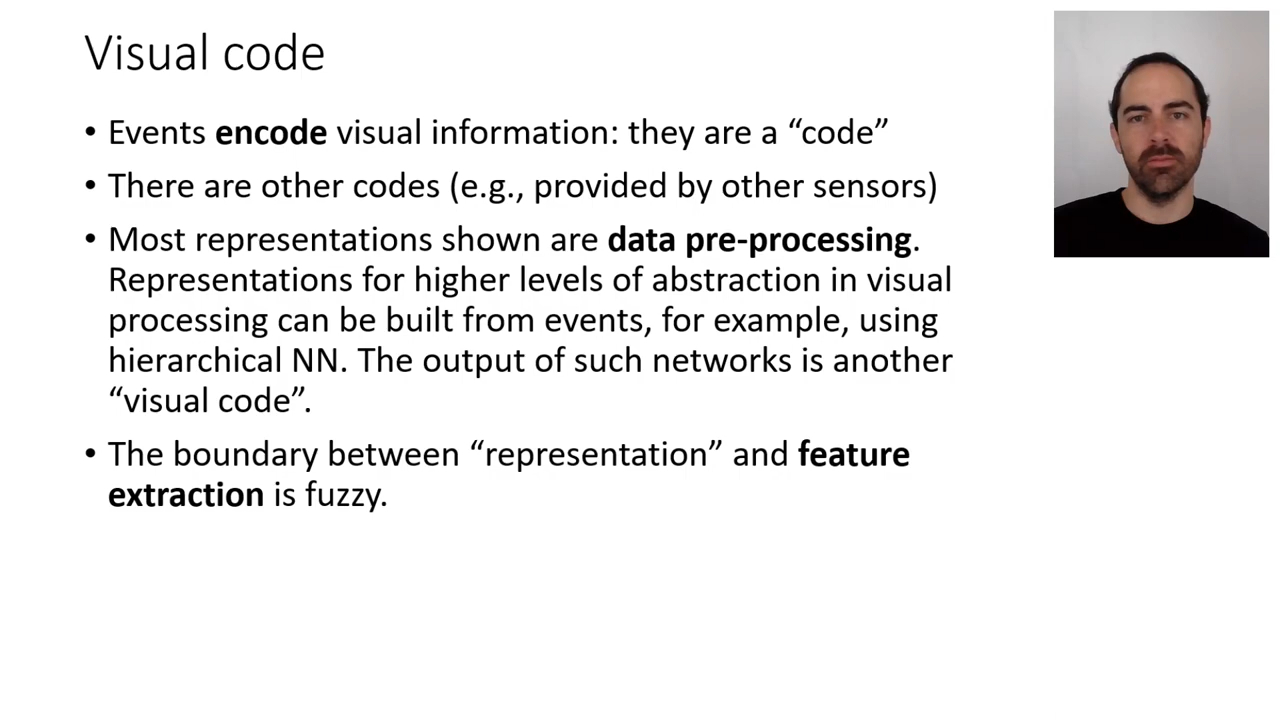 Visual code
• Events encode visual information: they are a “code”
• There are other codes (e.g., provided by other sensors)
• Most representations shown are data pre-processing.
Representations for higher levels of abstraction in visual
processing can be built from events, for example, using
hierarchical NN. The output of such networks is another
“visual code”.
• The boundary between “representation” and feature
extraction is fuzzy.